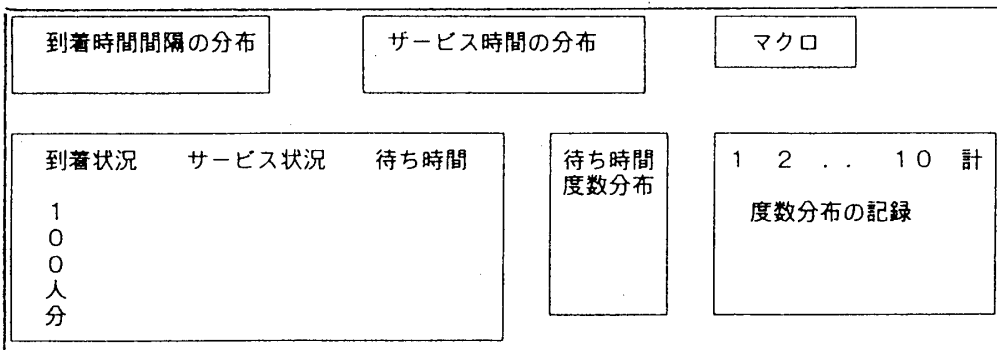 到着時間間隔の分布
サービス時間の分布
マクロ
到着状況 サービス状況 待ち時間
1
0
0
人
分
待ち時間
度数分布
1 2 .. 10 計
度数分布の記録